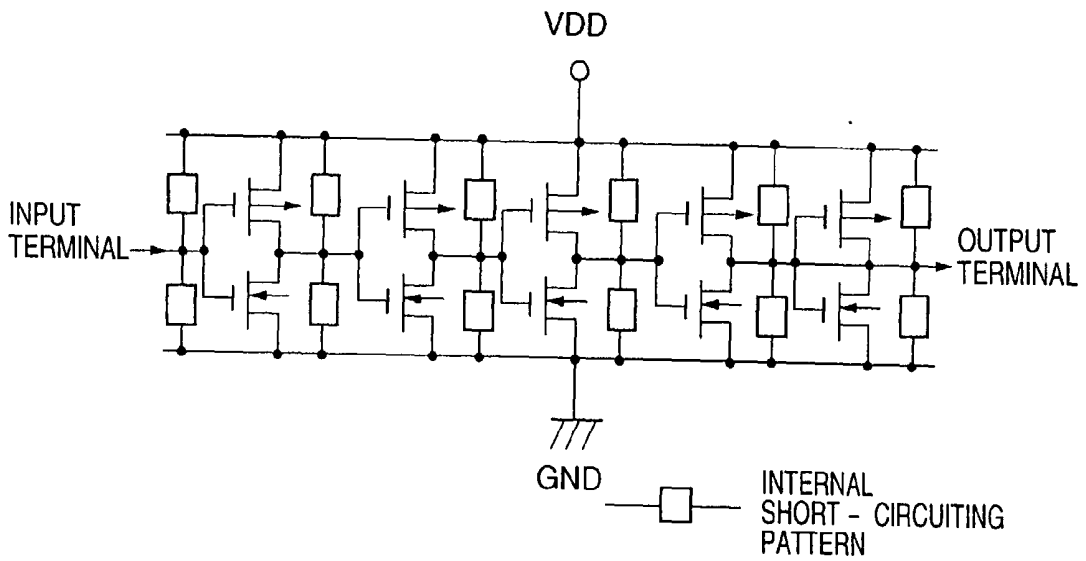 VDD
INPUT
TERMINAL
OUTPUT
TERMINAL
GND
INTERNAL
SHORT - CIRCUITING
PATTERN